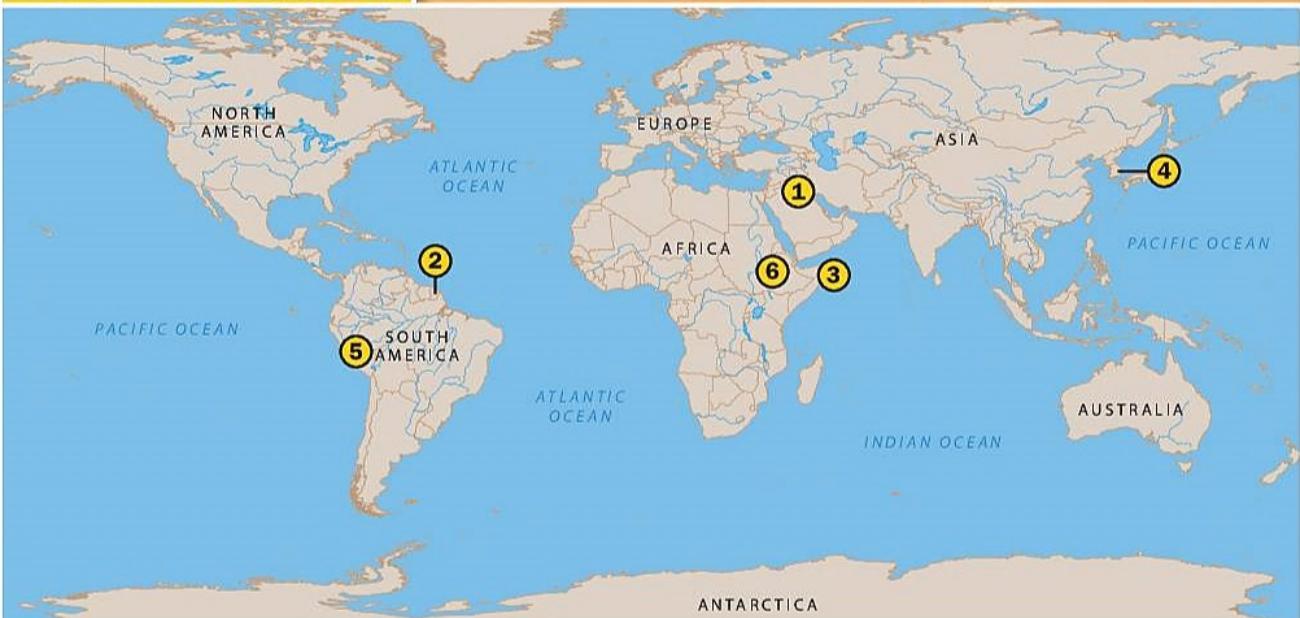 NORTH
AMERICA
EUROPE
ASIA
ATLANTIC
OCEAN
4
1
PACIFIC OCEAN
AFRICA
2
6
3
PACIFIC OCEAN
SOUTH
AMERICA
5
ATLANTIC
OCEAN
AUSTRALIA
INDIAN OCEAN
ANTARCTICA